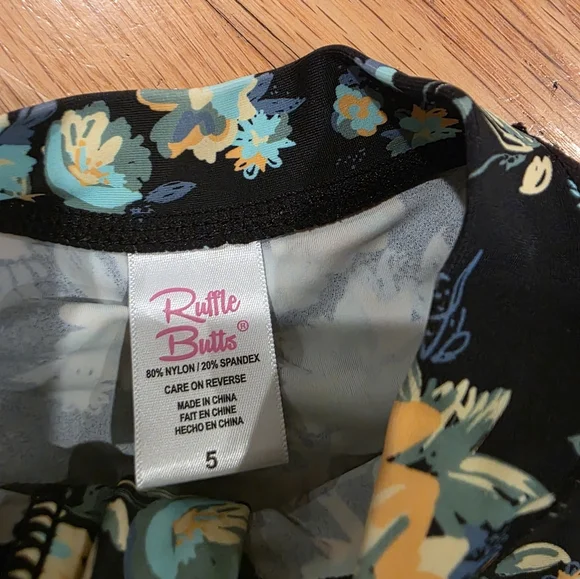 Ruffle
Butts®
80% NYLON / 20% SPANDEX
CARE ON REVERSE
MADE IN CHINA
FAIT EN CHINE
HECHO EN CHINA
5